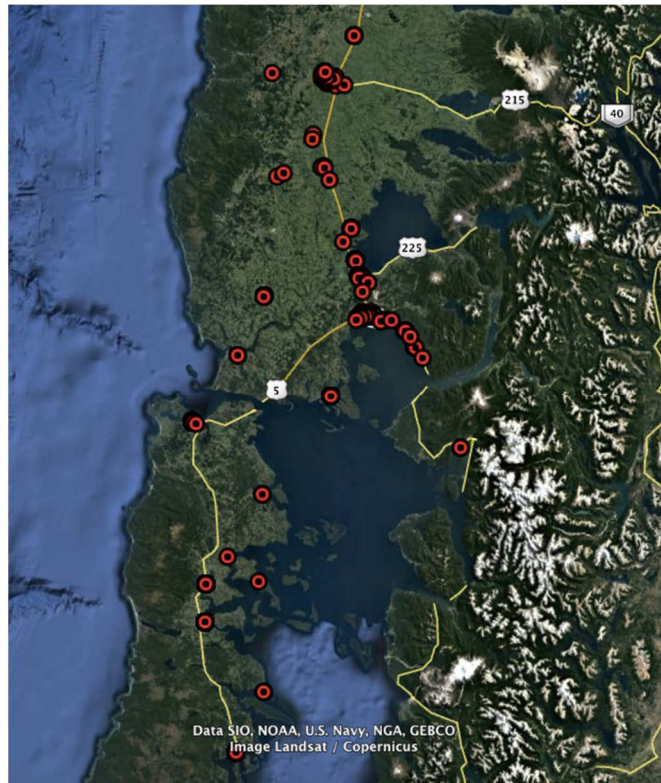 215
40
225
5
Data SIO, NOAA, U.S. Navy, NGA, GEBCO
Image Landsat / Copernicus